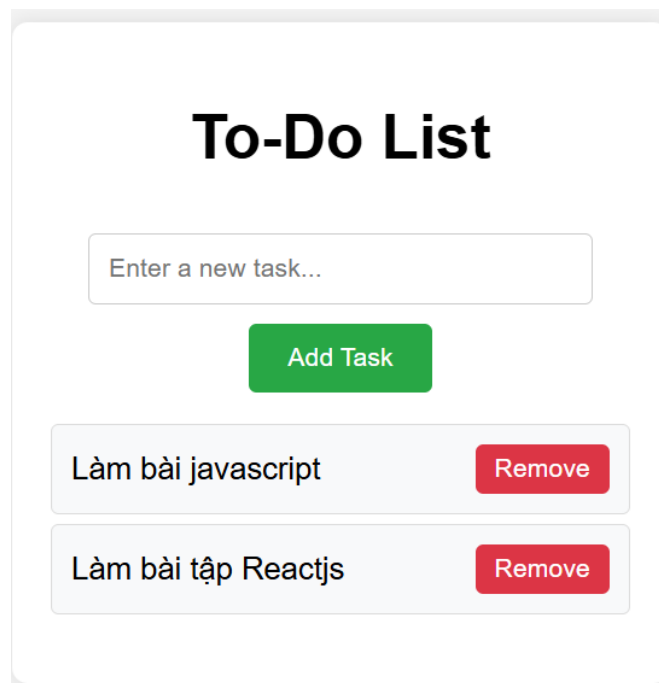 To-Do List
Enter a new task...
Add Task
Làm bài javascript
Remove
Làm bài tập Reactjs
Remove